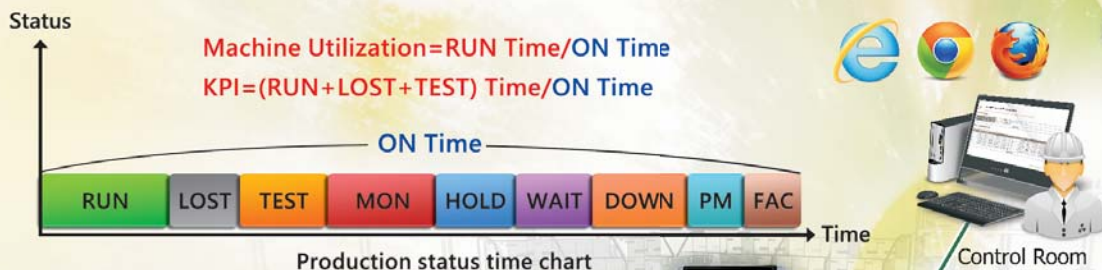 Status
Machine Utilization=RUN Time/ON Time
KPI=(RUN+LOST+TEST) Time/ON Time
ON Time
RUN LOST TEST MON HOLD WAIT DOWN PM FAC
Time
Production status time chart
Control Room